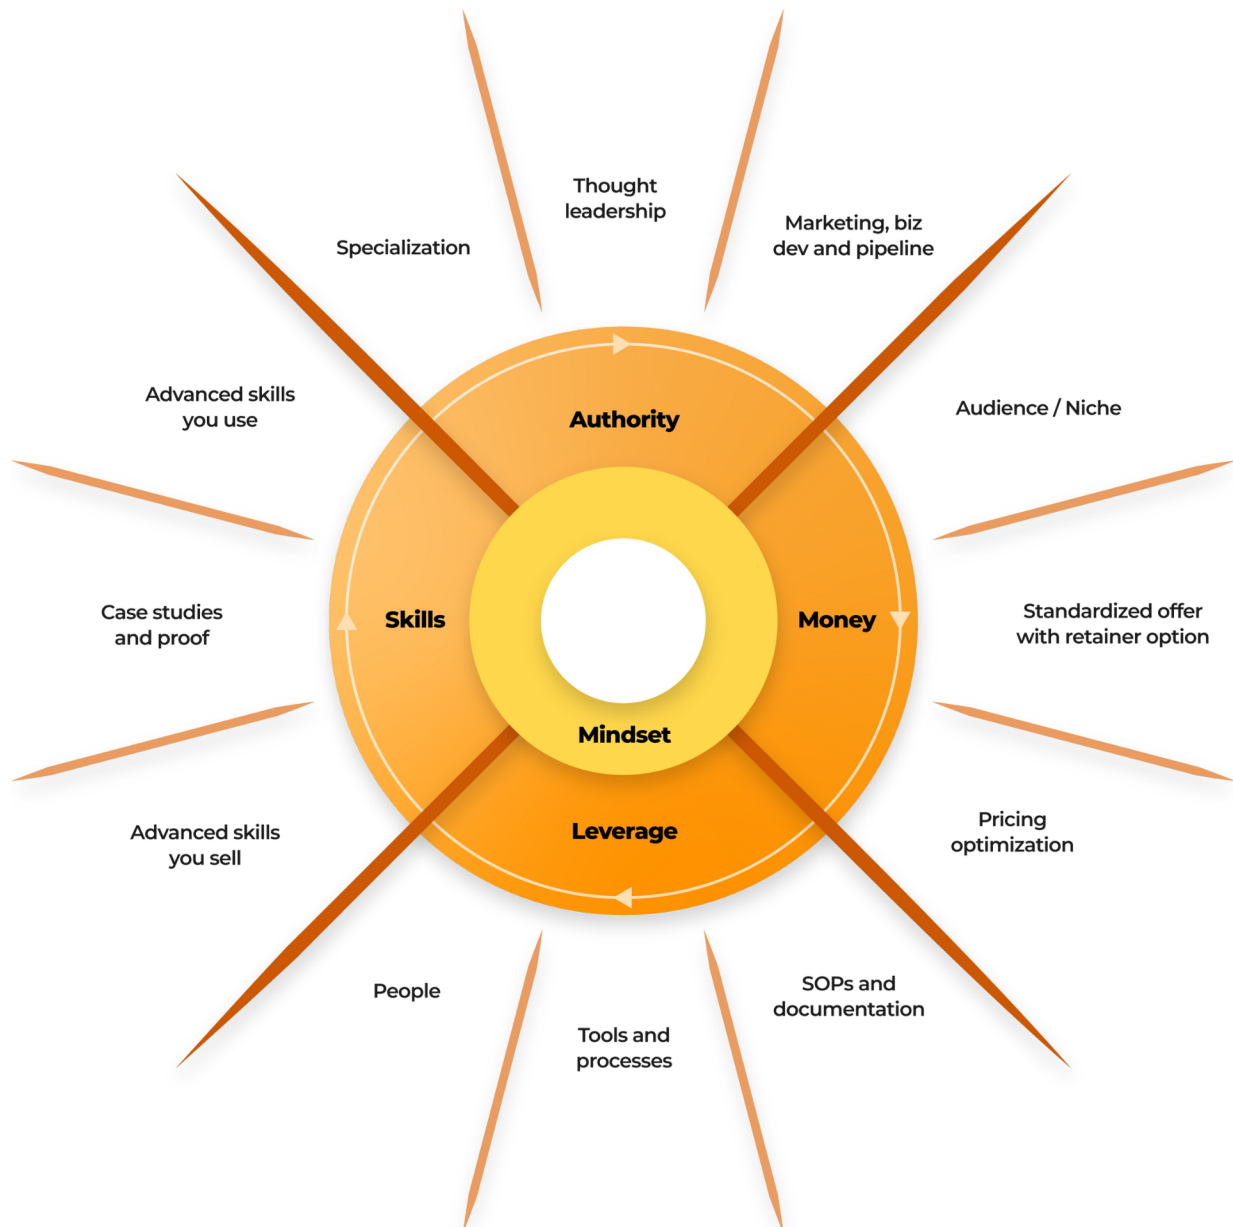 Thought
leadership
Marketing, biz
dev and pipeline
Specialization
Advanced skills
you use
Authority
Audience / Niche
Case studies
and proof
Skills
Money
Standardized offer
with retainer option
Mindset
Advanced skills
you sell
Leverage
Pricing
optimization
People
SOPs and
documentation
Tools and
processes